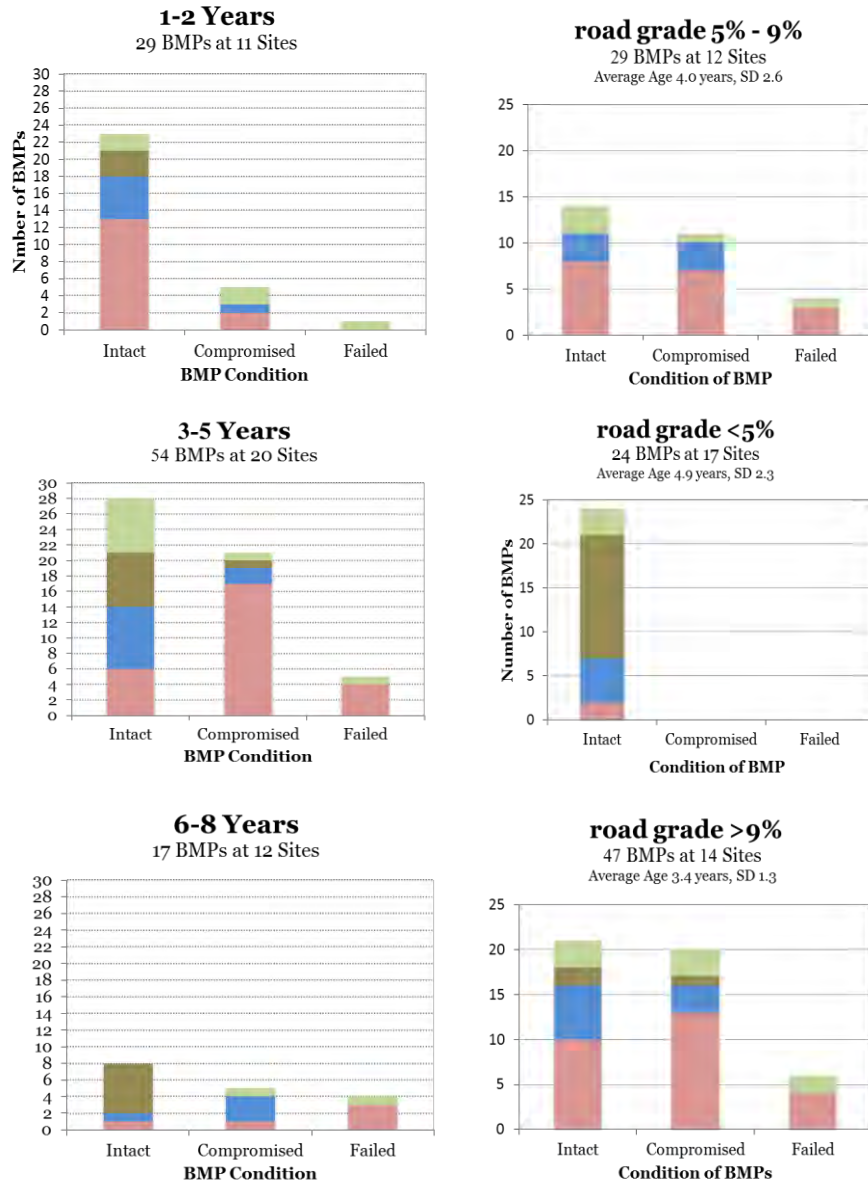 1-2 Years
29 BMPs at 11 Sites
30
28
26
24
22
20
18
16
14
12
10
8
6
4
2
0
Nmber of BMPs
Intact Compromised Failed
BMP Condition
road grade 5% - 9%
29 BMPs at 12 Sites
Average Age 4.0 years, SD 2.6
25
20
15
10
5
0
Intact Compromised Failed
Condition of BMP
3-5 Years
54 BMPs at 20 Sites
30
28
26
24
22
20
18
16
14
12
10
8
6
4
2
0
Intact Compromised Failed
BMP Condition
road grade <5%
24 BMPs at 17 Sites
Average Age 4.9 years, SD 2.3
25
20
15
10
5
0
Number of BMPs
Intact Compromised Failed
Condition of BMP
6-8 Years
17 BMPs at 12 Sites
30
28
26
24
22
20
18
16
14
12
10
8
6
4
2
0
Intact Compromised Failed
BMP Condition
road grade >9%
47 BMPs at 14 Sites
Average Age 3.4 years, SD 1.3
25
20
15
10
5
0
Intact Compromised Failed
Condition of BMPs